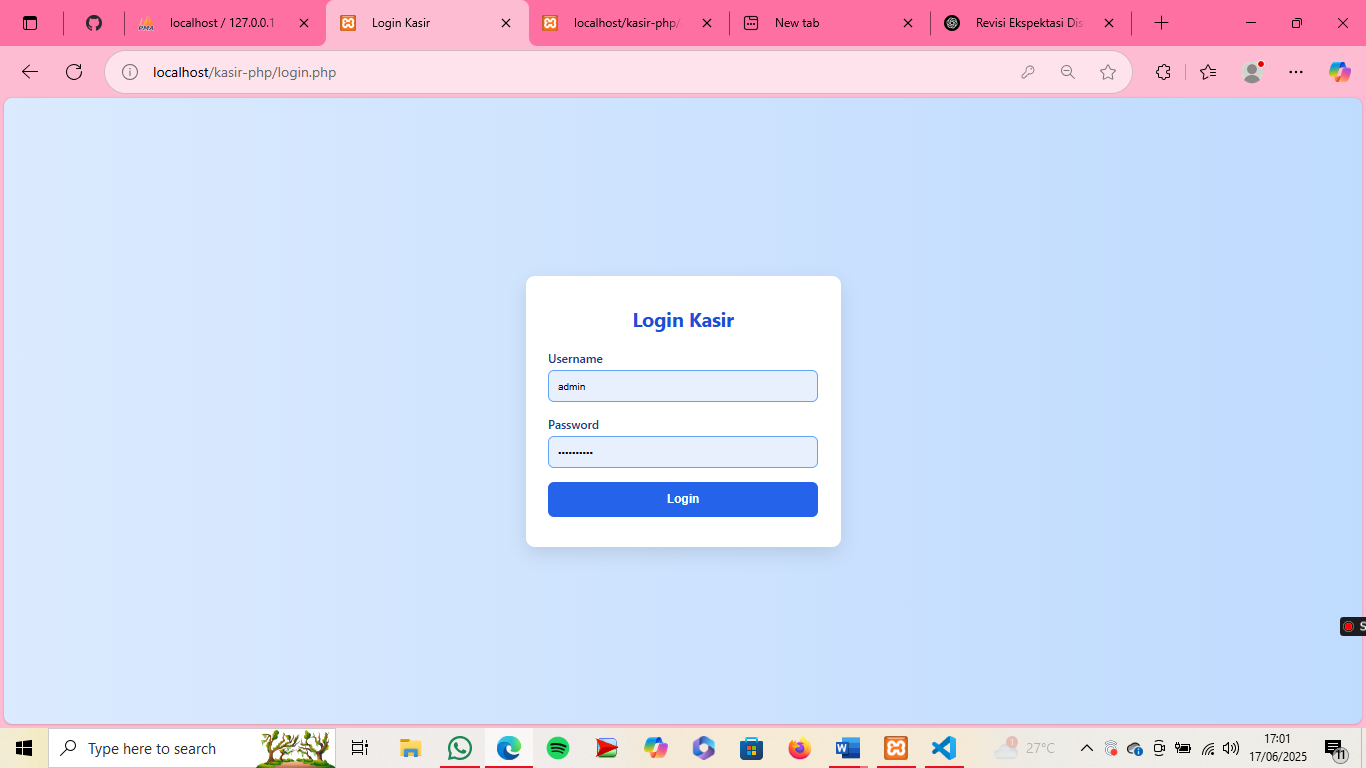 PMA
localhost / 127.0.0.1
Login Kasir
localhost/kasir-php/
New tab
Revisi Ekspektasi Dis
localhost/kasir-php/login.php
Login Kasir
Username
admin
Password
••••••••••
Login
S
Type here to search
27°C
17:01
17/06/2025
11